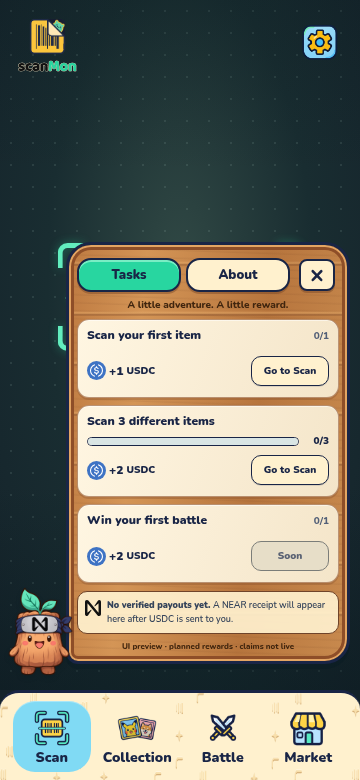 scanMon
Tasks
About
A little adventure. A little reward.
Scan your first item
0/1
+1 USDC
Go to Scan
Scan 3 different items
0/3
+2 USDC
Go to Scan
Win your first battle
0/1
+2 USDC
Soon
No verified payouts yet. A NEAR receipt will appear
here after USDC is sent to you.
UI preview · planned rewards · claims not live
Scan
Collection
Battle
Market